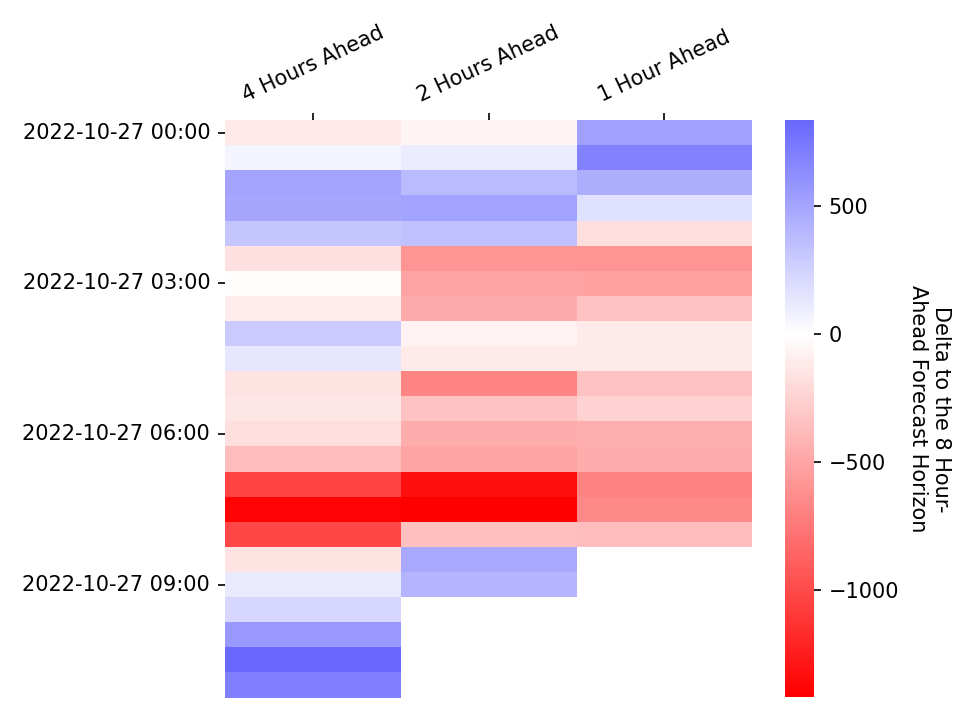 4 Hours Ahead
2 Hours Ahead
1 Hour Ahead
2022-10-27 00:00
2022-10-27 03:00
2022-10-27 06:00
2022-10-27 09:00
500
0
−500
−1000
Delta to the 8 Hour-
Ahead Forecast Horizon